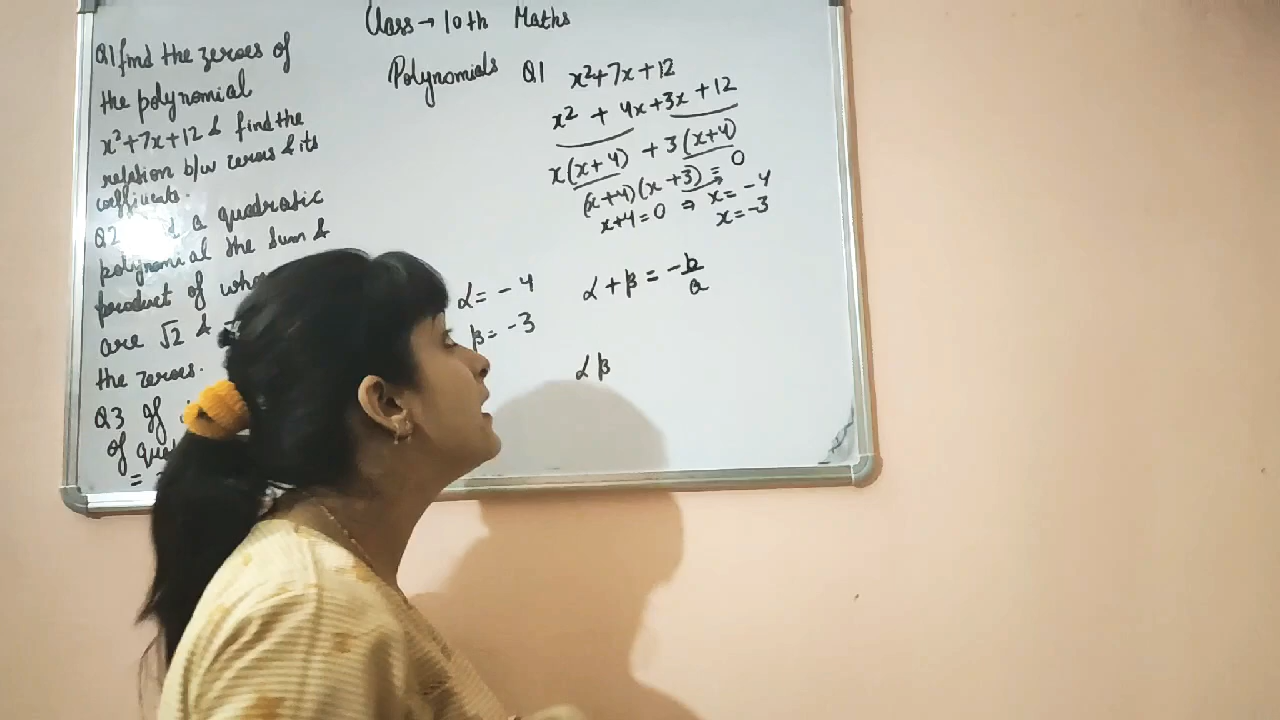 Class → 10th Maths
Polynomials
Q1 find the zeroes of
the polynomial
x²+7x+12 & find the
relation b/w zeros & its
coefficients.
Q2 a quadratic
polynomial the sum &
product of
are √2 &
the zeroes.
Q3 If
of
=
Q1 x²+7x+12
x² + 4x+3x+12
x(x+4) + 3(x+4)
(x+4)(x+3) = 0
x+4=0 ⇒ x=-4
x=-3
α = -4
β = -3
α+β = -b/a
αβ